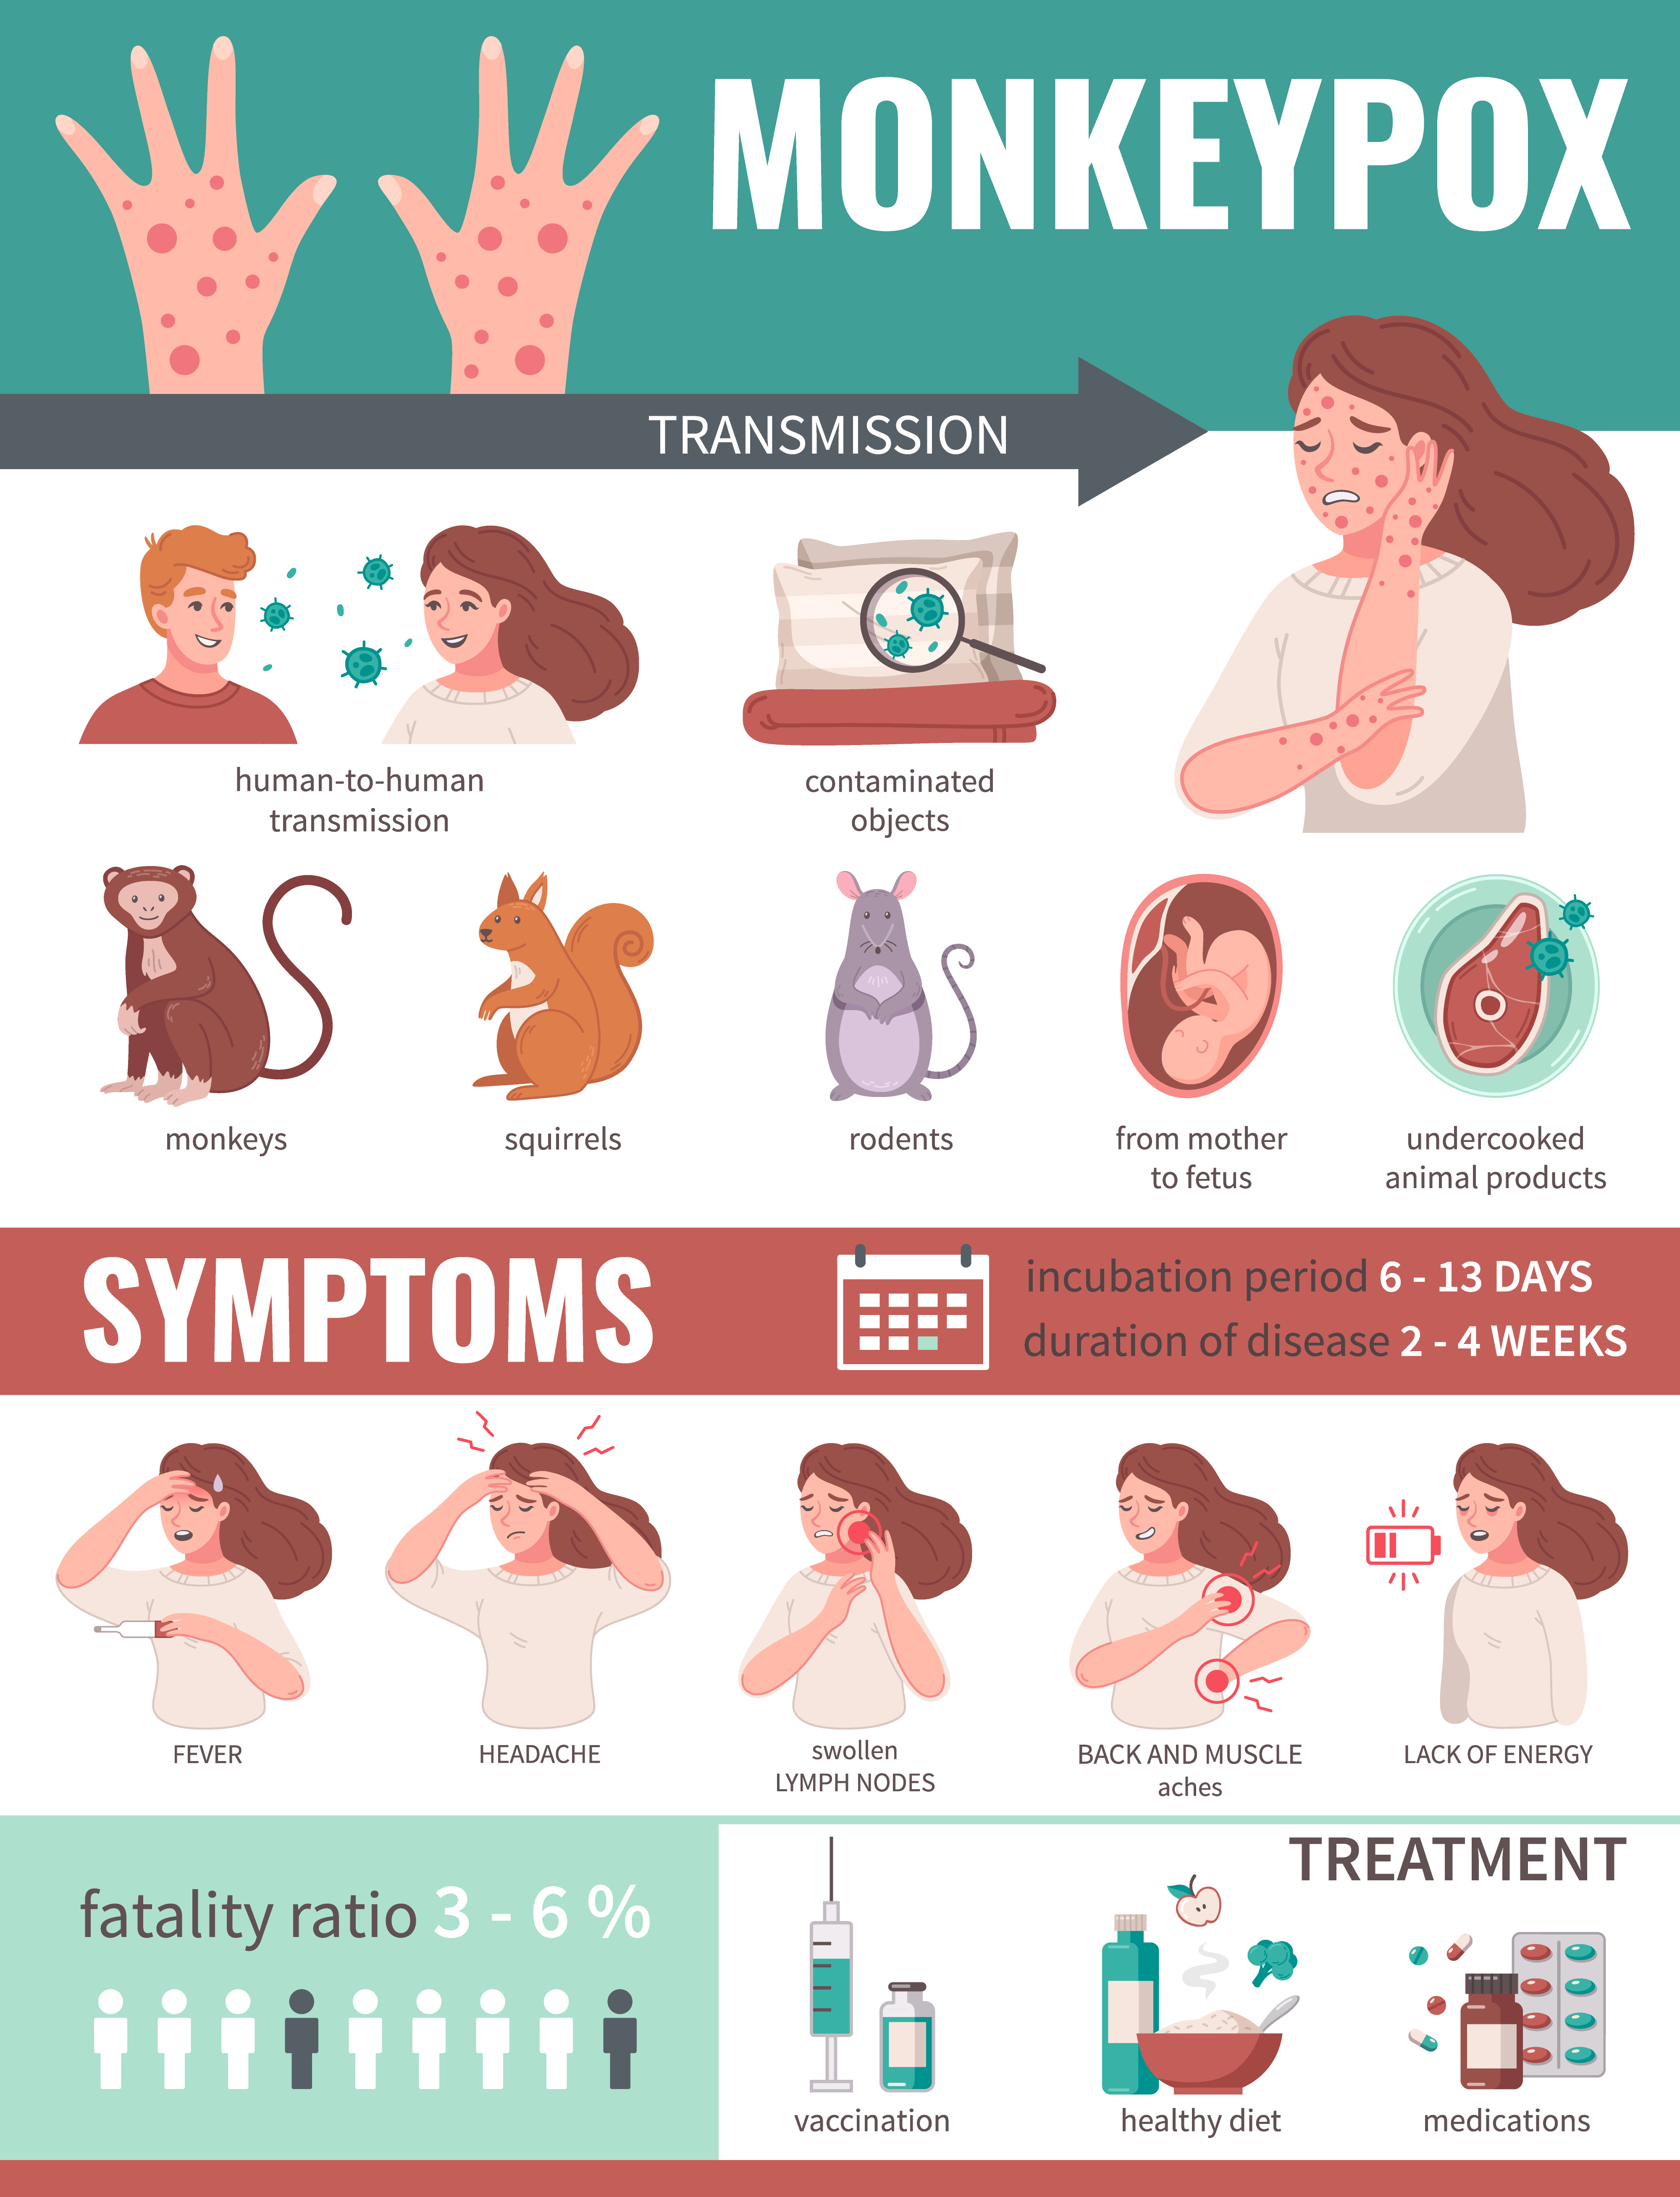 MONKEYPOX
TRANSMISSION
human-to-human
transmission
contaminated
objects
monkeys
squirrels
rodents
from mother
to fetus
undercooked
animal products
SYMPTOMS
incubation period 6 - 13 DAYS
duration of disease 2 - 4 WEEKS
FEVER
HEADACHE
swollen
LYMPH NODES
BACK AND MUSCLE
aches
LACK OF ENERGY
fatality ratio 3 - 6 %
TREATMENT
vaccination
healthy diet
medications